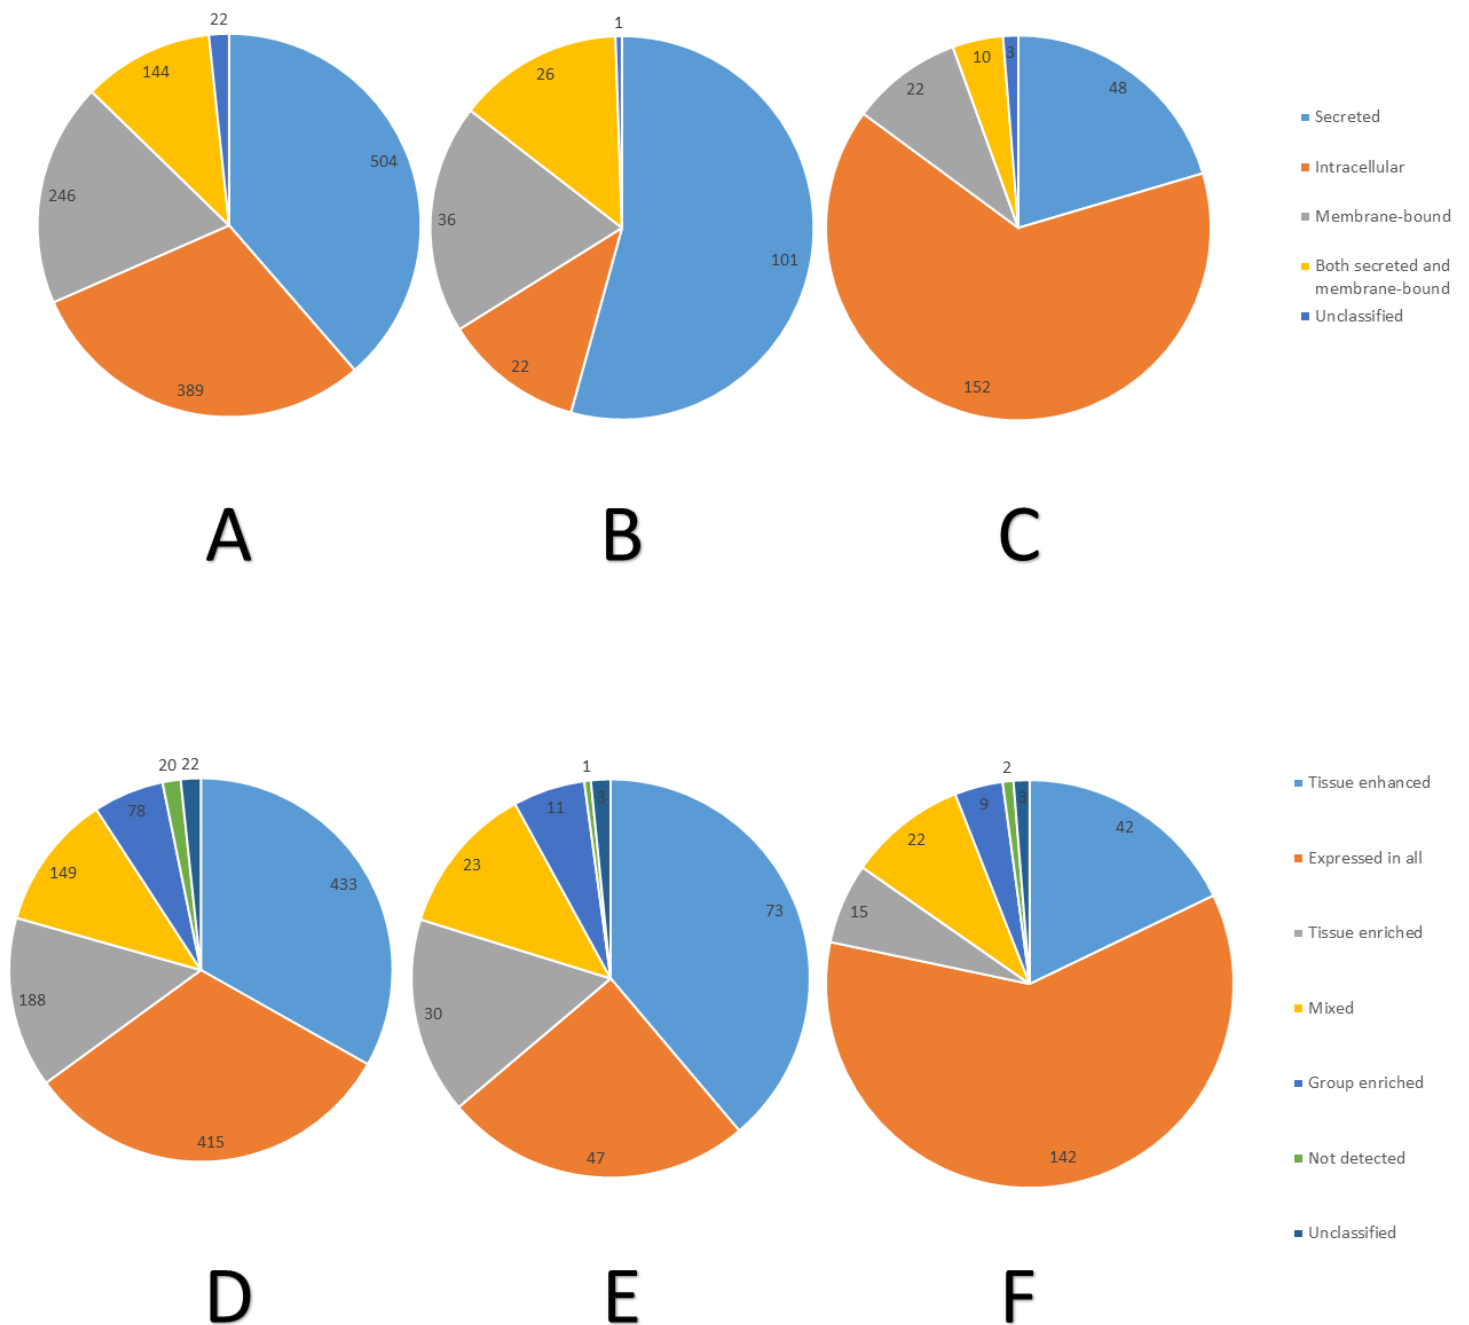 22
144
504
246
389
A
1
26
36
101
22
B
3
10
48
22
152
C
Secreted
Intracellular
Membrane-bound
Both secreted and
membrane-bound
Unclassified
20 22
78
149
433
188
415
D
1
3
11
23
73
30
47
E
2
3
9
42
22
15
142
F
Tissue enhanced
Expressed in all
Tissue enriched
Mixed
Group enriched
Not detected
Unclassified